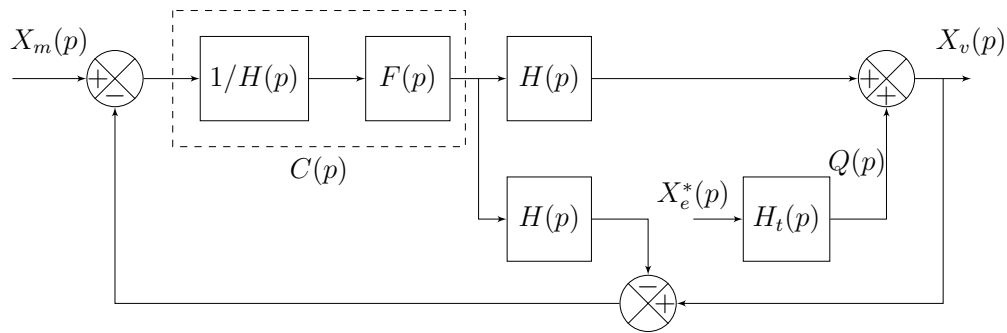 X_m(p)
X_v(p)
+
−
1/H(p)
F(p)
H(p)
+
+
C(p)
Q(p)
H(p)
X_e^*(p)
H_t(p)
−
+